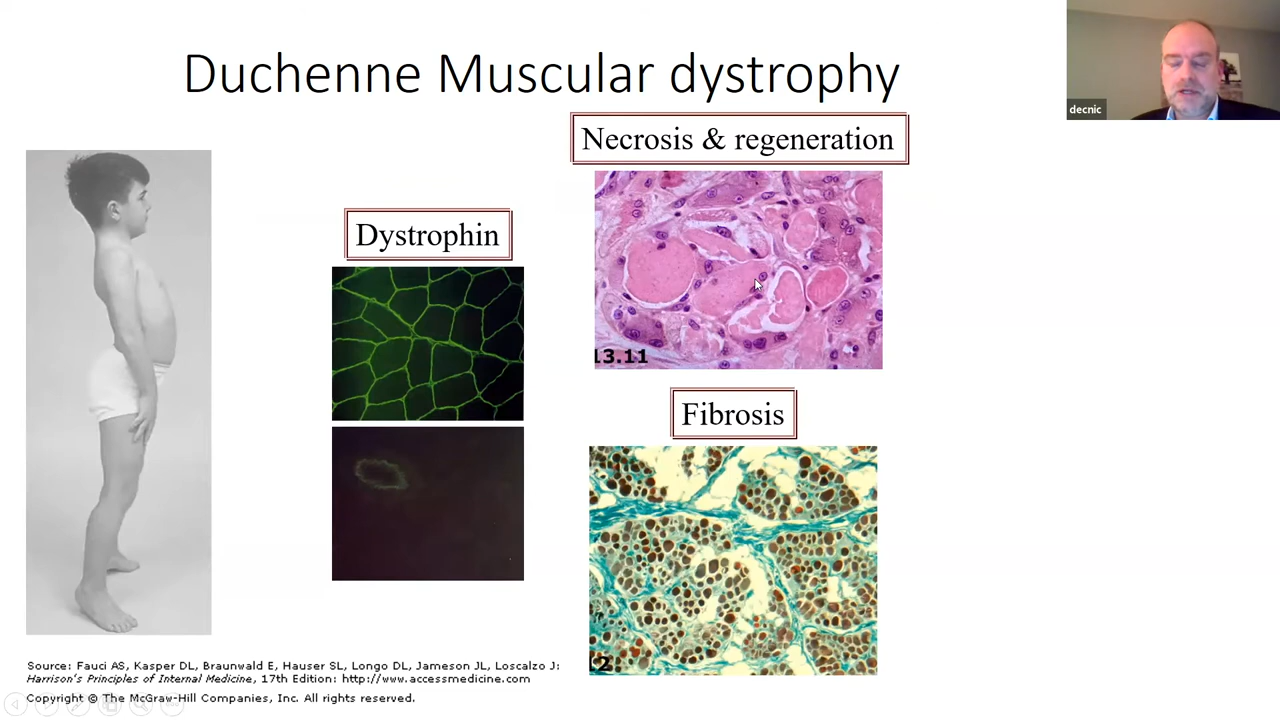 Duchenne Muscular dystrophy
decnic
Necrosis & regeneration
Dystrophin
13.11
Fibrosis
12.
Source: Fauci AS, Kasper DL, Braunwald E, Hauser SL, Longo DL, Jameson JL, Loscalzo J:
Harrison's Principles of Internal Medicine, 17th Edition: http://www.accessmedicine.com
Copyright © The McGraw-Hill Companies, Inc. All rights reserved.